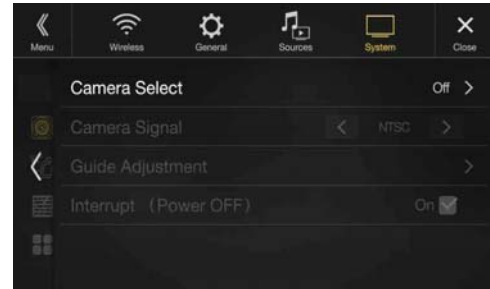 Menu
Wireless
General
Sources
System
Close
Camera Select Off
Camera Signal NTSC
Guide Adjustment
Interrupt (Power OFF) On